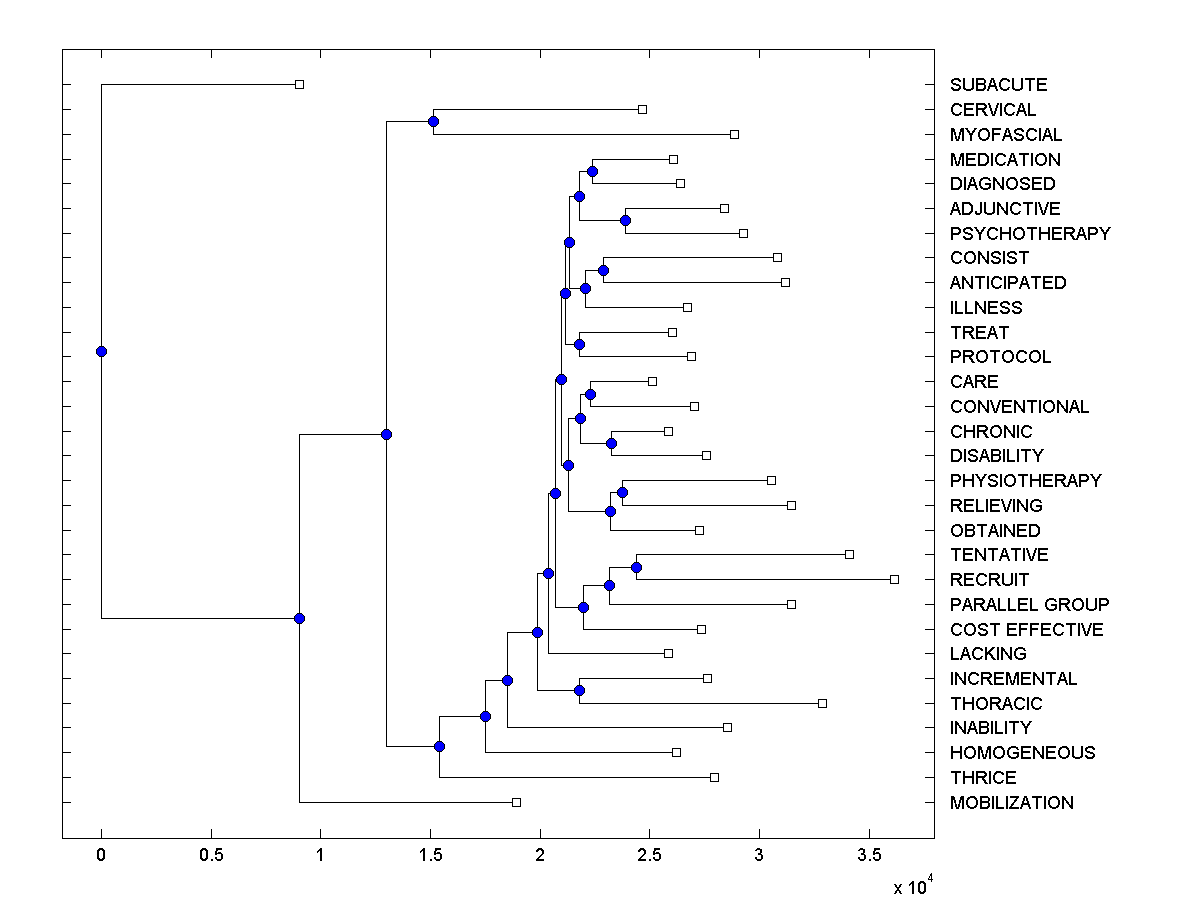 SUBACUTE
CERVICAL
MYOFASCIAL
MEDICATION
DIAGNOSED
ADJUNCTIVE
PSYCHOTHERAPY
CONSIST
ANTICIPATED
ILLNESS
TREAT
PROTOCOL
CARE
CONVENTIONAL
CHRONIC
DISABILITY
PHYSIOTHERAPY
RELIEVING
OBTAINED
TENTATIVE
RECRUIT
PARALLEL GROUP
COST EFFECTIVE
LACKING
INCREMENTAL
THORACIC
INABILITY
HOMOGENEOUS
THRICE
MOBILIZATION
0 0.5 1 1.5 2 2.5 3 3.5
x 10^4